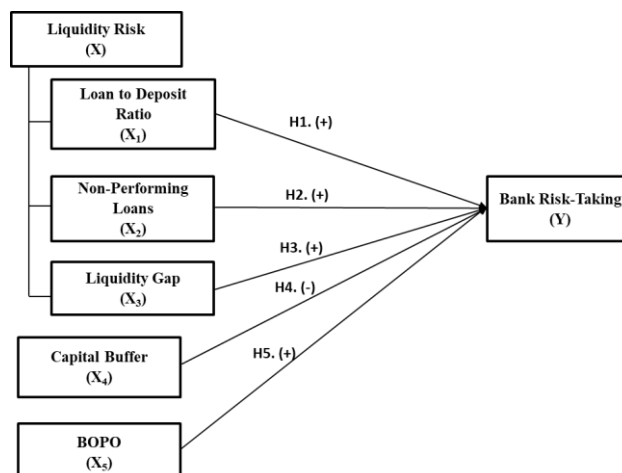 Liquidity Risk
(X)
Loan to Deposit
Ratio
(X₁)
H1. (+)
Non-Performing
Loans
(X₂)
H2. (+)
Bank Risk-Taking
(Y)
H3. (+)
Liquidity Gap
(X₃)
H4. (-)
Capital Buffer
(X₄)
H5. (+)
BOPO
(X₅)